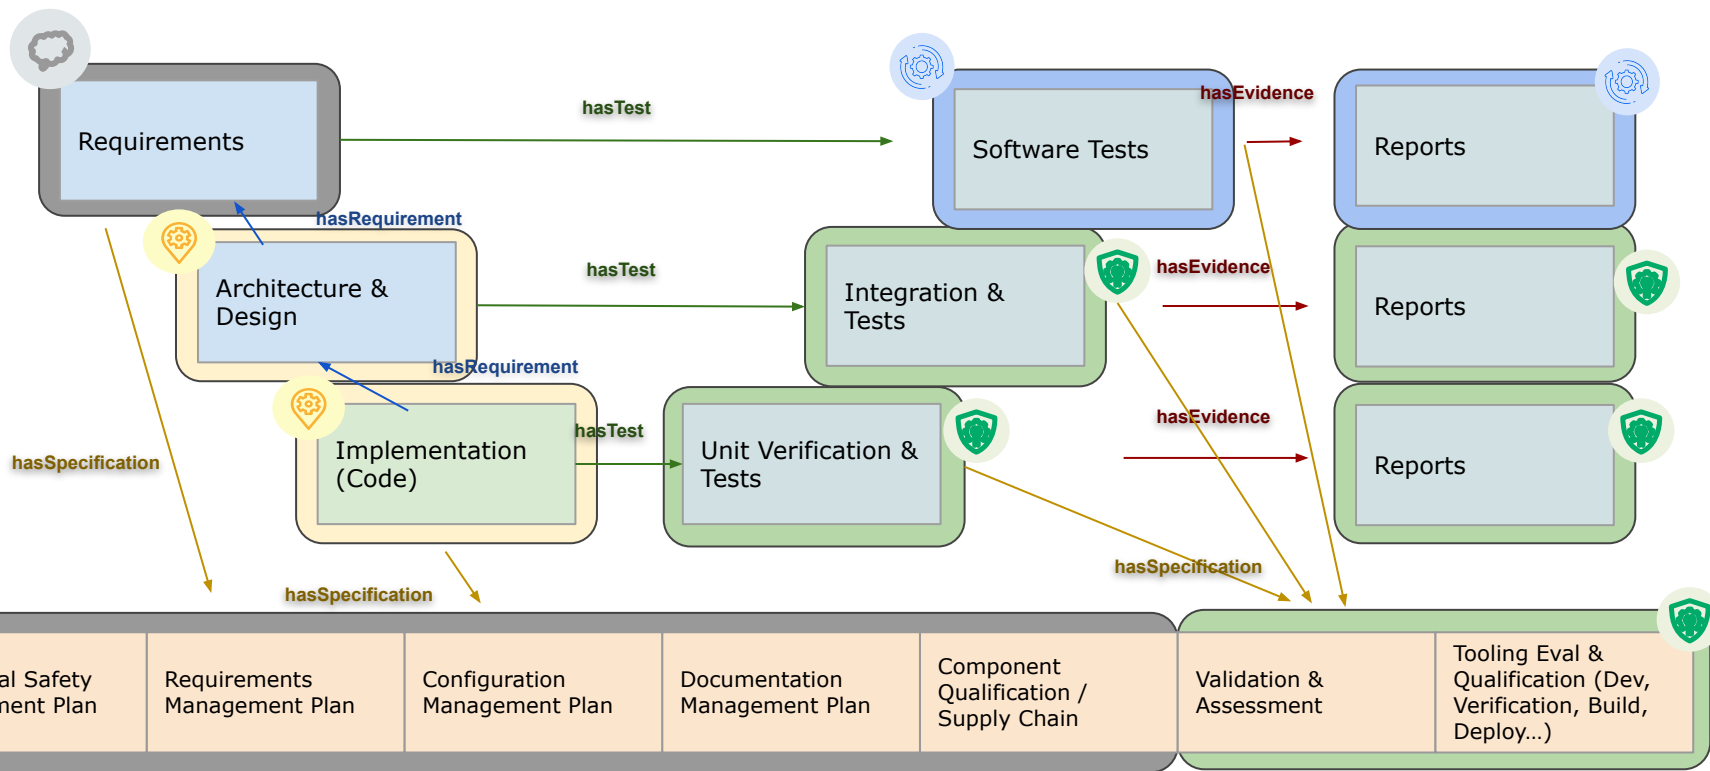 hasTest
hasEvidence
Requirements
Software Tests
Reports
hasRequirement
hasTest
hasEvidence
Architecture &
Design
Integration &
Tests
Reports
hasRequirement
hasTest
hasEvidence
Implementation
(Code)
Unit Verification &
Tests
Reports
hasSpecification
hasSpecification
hasSpecification
al Safety
ment Plan
Requirements
Management Plan
Configuration
Management Plan
Documentation
Management Plan
Component
Qualification /
Supply Chain
Validation &
Assessment
Tooling Eval &
Qualification (Dev,
Verification, Build,
Deploy...)